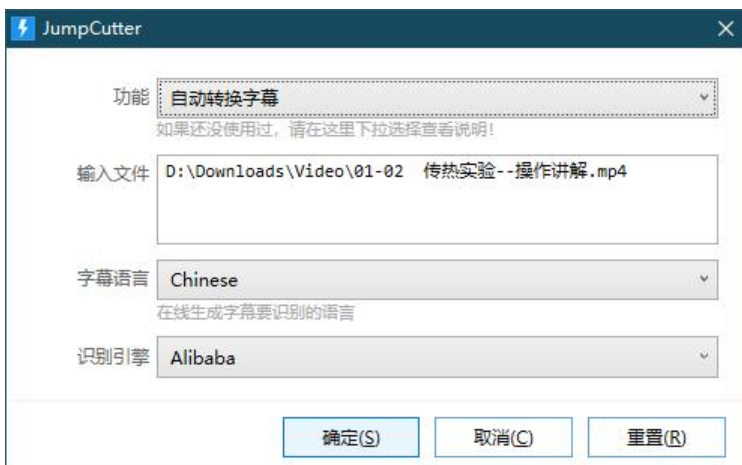 JumpCutter
功能 自动转换字幕
如果还没使用过，请在这里下拉选择查看说明！
输入文件 D:\Downloads\Video\01-02  传热实验--操作讲解.mp4
字幕语言 Chinese
在线生成字幕要识别的语言
识别引擎 Alibaba
确定(S) 取消(C) 重置(R)